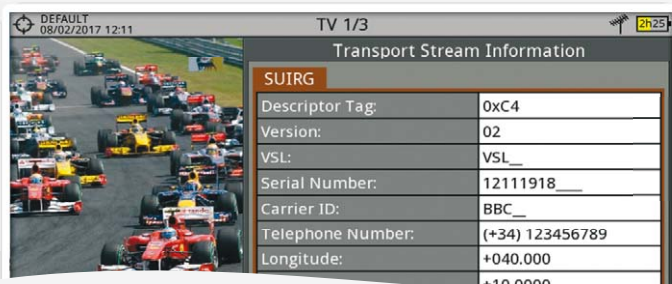 DEFAULT
08/02/2017 12:11
TV 1/3
2h25
Transport Stream Information
SUIRG
Descriptor Tag: 0xC4
Version: 02
VSL: VSL__
Serial Number: 12111918___
Carrier ID: BBC__
Telephone Number: (+34) 123456789
Longitude: +040.000